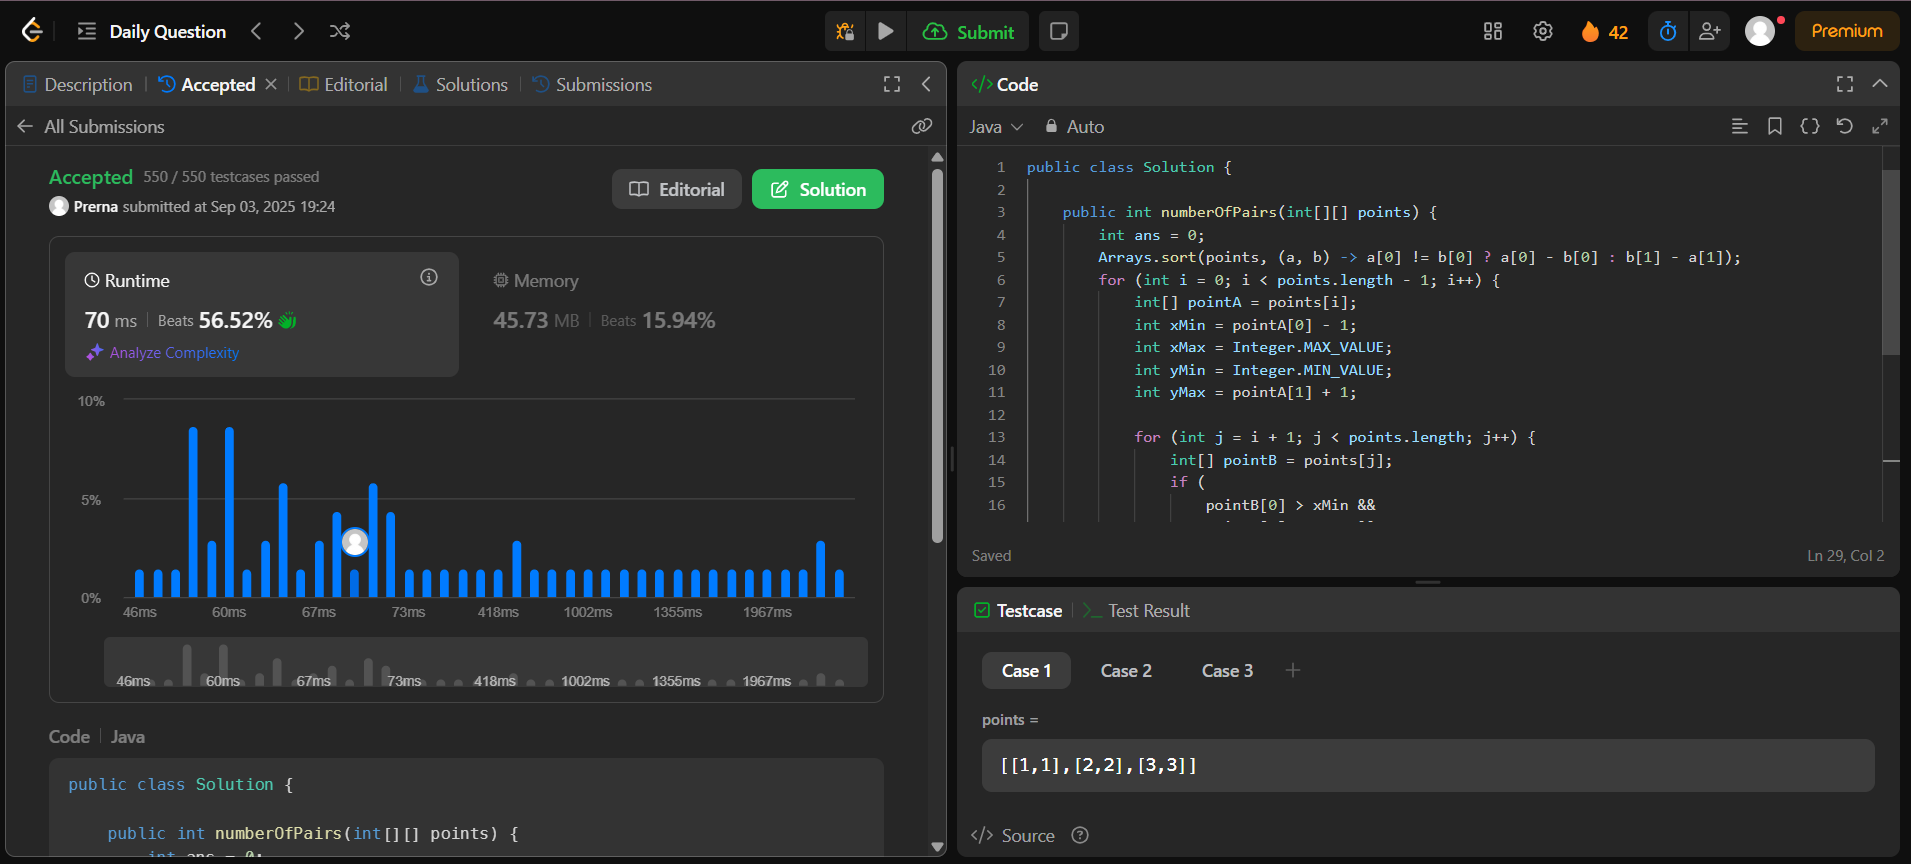 Daily Question
Submit
42
Premium
Description
Accepted
Editorial
Solutions
Submissions
All Submissions
Accepted 550 / 550 testcases passed
Prerna submitted at Sep 03, 2025 19:24
Editorial
Solution
Runtime
70 ms Beats 56.52%
Analyze Complexity
Memory
45.73 MB Beats 15.94%
10%
5%
0%
46ms 60ms 67ms 73ms 418ms 1002ms 1355ms 1967ms
46ms 60ms 67ms 73ms 418ms 1002ms 1355ms 1967ms
Code Java
public class Solution {
public int numberOfPairs(int[][] points) {
int ans = 0;
</> Code
Java Auto
1 public class Solution {
2
3 public int numberOfPairs(int[][] points) {
4 int ans = 0;
5 Arrays.sort(points, (a, b) -> a[0] != b[0] ? a[0] - b[0] : b[1] - a[1]);
6 for (int i = 0; i < points.length - 1; i++) {
7 int[] pointA = points[i];
8 int xMin = pointA[0] - 1;
9 int xMax = Integer.MAX_VALUE;
10 int yMin = Integer.MIN_VALUE;
11 int yMax = pointA[1] + 1;
12
13 for (int j = i + 1; j < points.length; j++) {
14 int[] pointB = points[j];
15 if (
16 pointB[0] > xMin &&
Saved
Ln 29, Col 2
Testcase
Test Result
Case 1
Case 2
Case 3
points =
[[1,1],[2,2],[3,3]]
</> Source